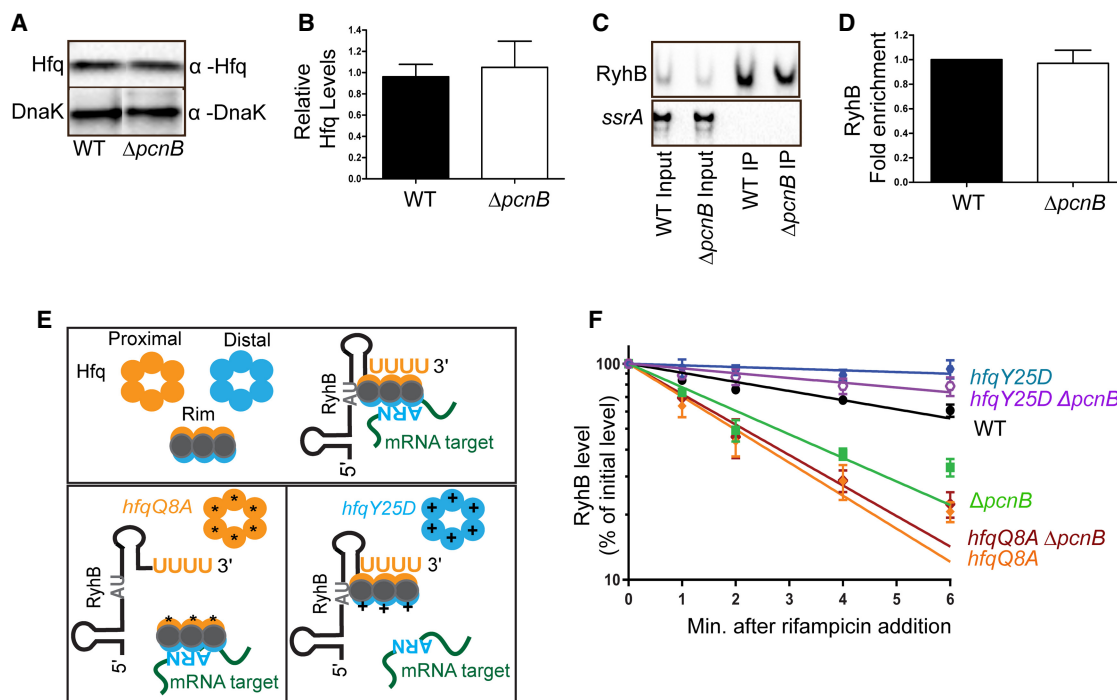 A
Hfq
α -Hfq
DnaK
α -DnaK
WT
ΔpcnB
B
Relative
Hfq Levels
1.4
1.2
1.0
0.8
0.6
0.4
0.2
0.0
WT
ΔpcnB
C
RyhB
ssrA
WT Input
ΔpcnB Input
WT IP
ΔpcnB IP
D
RyhB
Fold enrichment
1.2
1.0
0.8
0.6
0.4
0.2
0.0
WT
ΔpcnB
E
Proximal
Distal
Hfq
Rim
UUUU 3'
AU
ARN
mRNA target
RyhB
5'
hfqQ8A
* * * * * *
UUUU 3'
RyhB
AU
* * *
ARN
mRNA target
5'
hfqY25D
+ + + + + +
UUUU 3'
RyhB
AU
+ + +
ARN
mRNA target
5'
F
RyhB level
(% of initial level)
100
10
0 1 2 3 4 5 6
Min. after rifampicin addition
hfqY25D
hfqY25D ΔpcnB
WT
ΔpcnB
hfqQ8A ΔpcnB
hfqQ8A